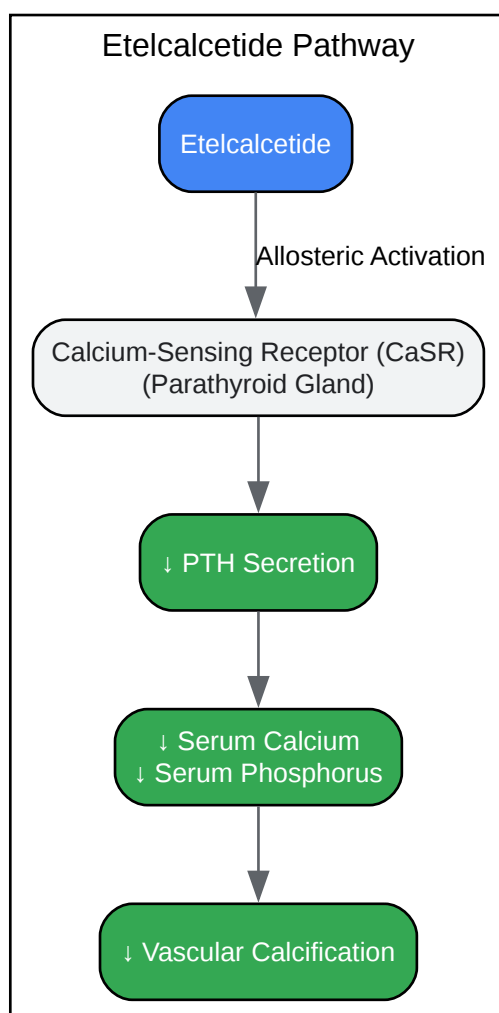 Etelcalcetide Pathway
Etelcalcetide
Allosteric Activation
Calcium-Sensing Receptor (CaSR)
(Parathyroid Gland)
↓ PTH Secretion
↓ Serum Calcium
↓ Serum Phosphorus
↓ Vascular Calcification